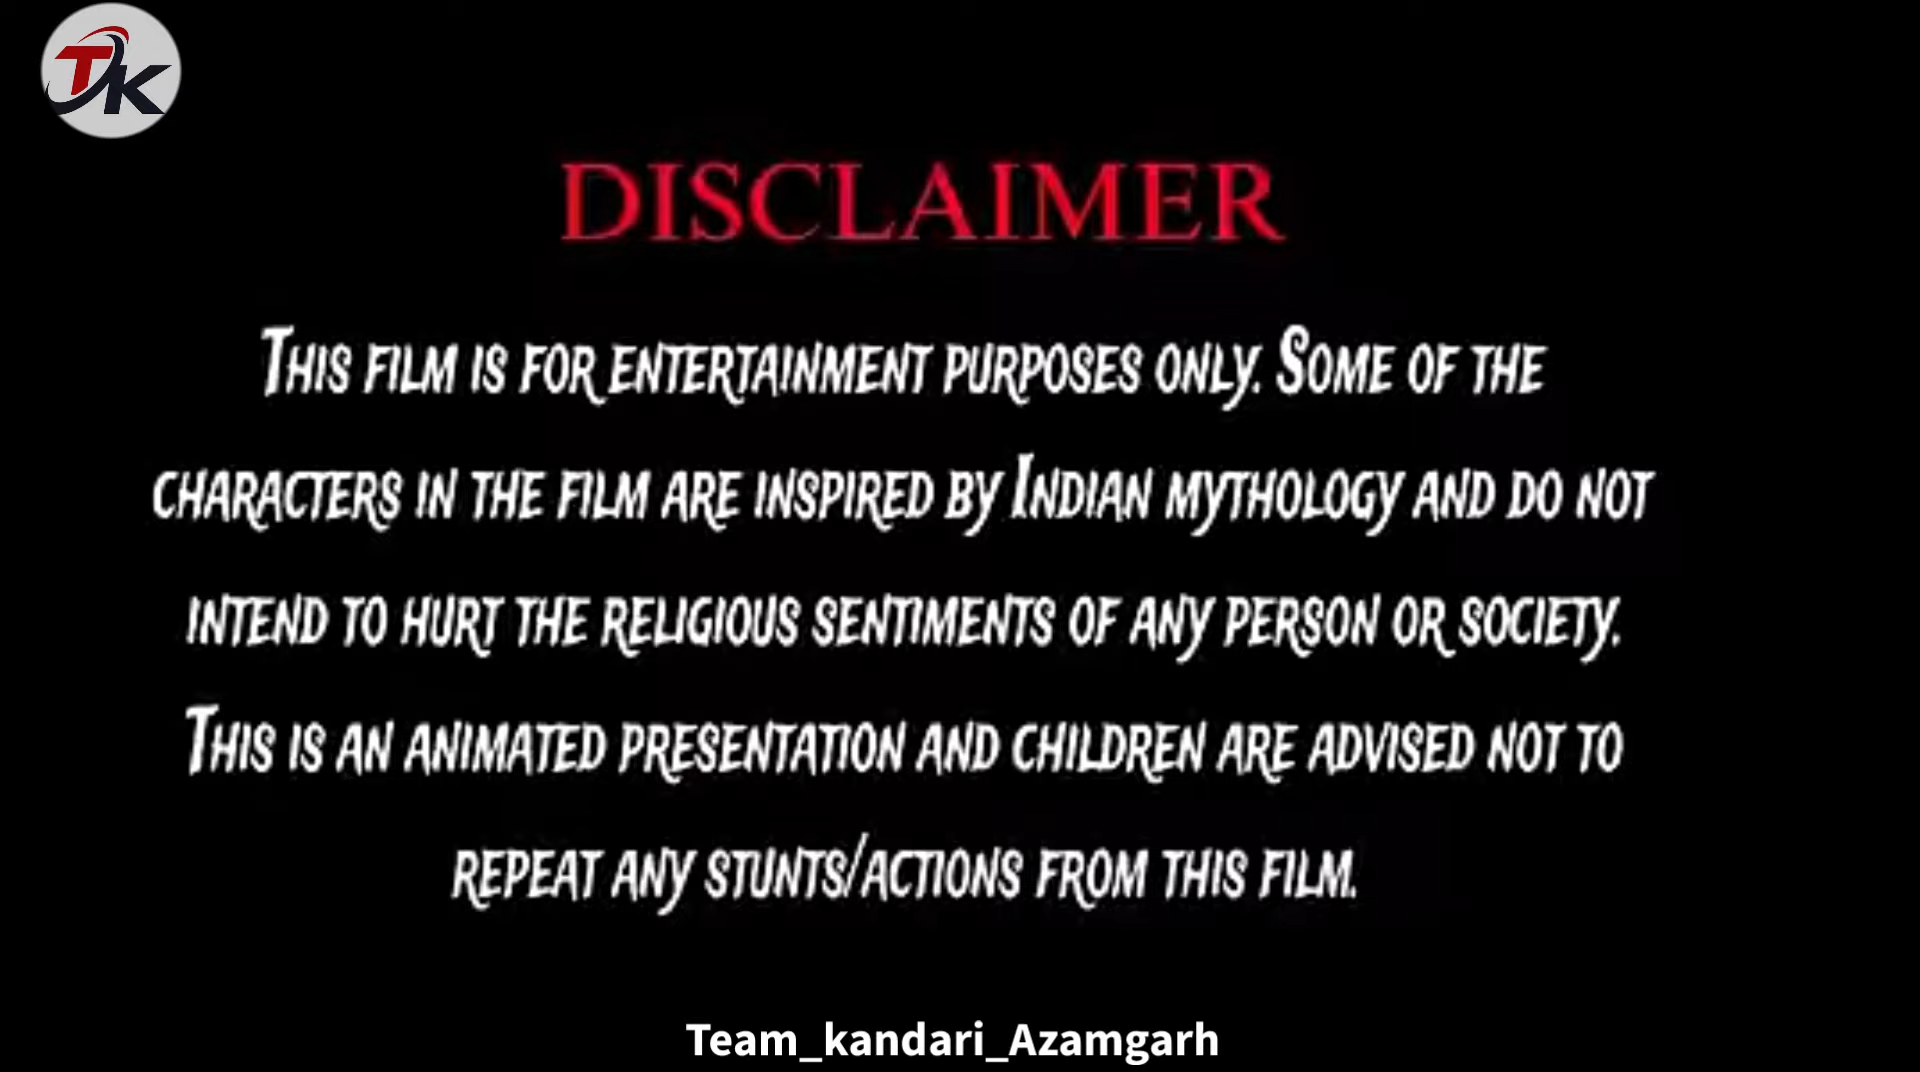 TK
DISCLAIMER
This film is for entertainment purposes only. Some of the
characters in the film are inspired by Indian mythology and do not
intend to hurt the religious sentiments of any person or society.
This is an animated presentation and children are advised not to
repeat any stunts/actions from this film.
Team_kandari_Azamgarh